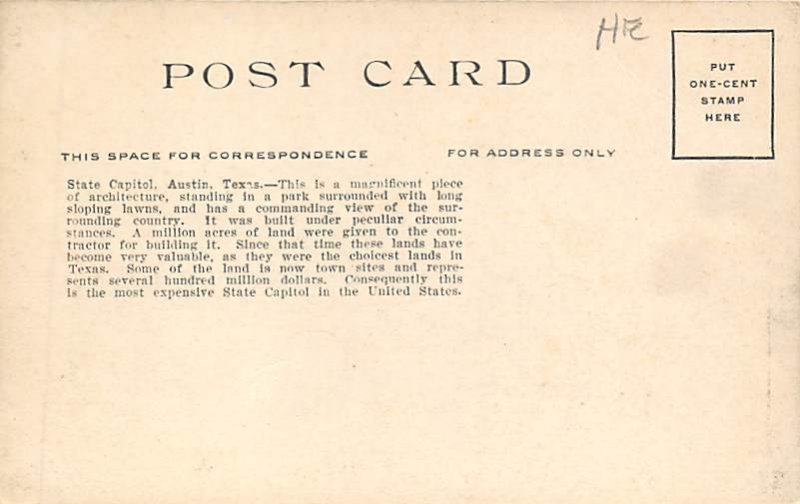 HE
POST CARD
PUT
ONE-CENT
STAMP
HERE
THIS SPACE FOR CORRESPONDENCE
FOR ADDRESS ONLY
State Capitol, Austin, Texas.—This is a magnificent piece
of architecture, standing in a park surrounded with long
sloping lawns, and has a commanding view of the sur-
rounding country. It was built under peculiar circum-
stances. A million acres of land were given to the con-
tractor for building it. Since that time these lands have
become very valuable, as they were the choicest lands in
Texas. Some of the land is now town sites and repre-
sents several hundred million dollars. Consequently this
is the most expensive State Capitol in the United States.